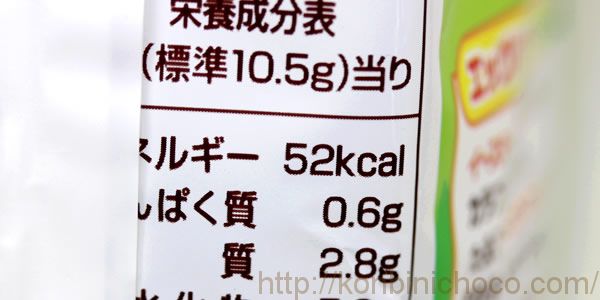 栄養成分表
(標準10.5g)当り
ネルギー 52kcal
んぱく質 0.6g
質 2.8g
http://konbinichoco.com/